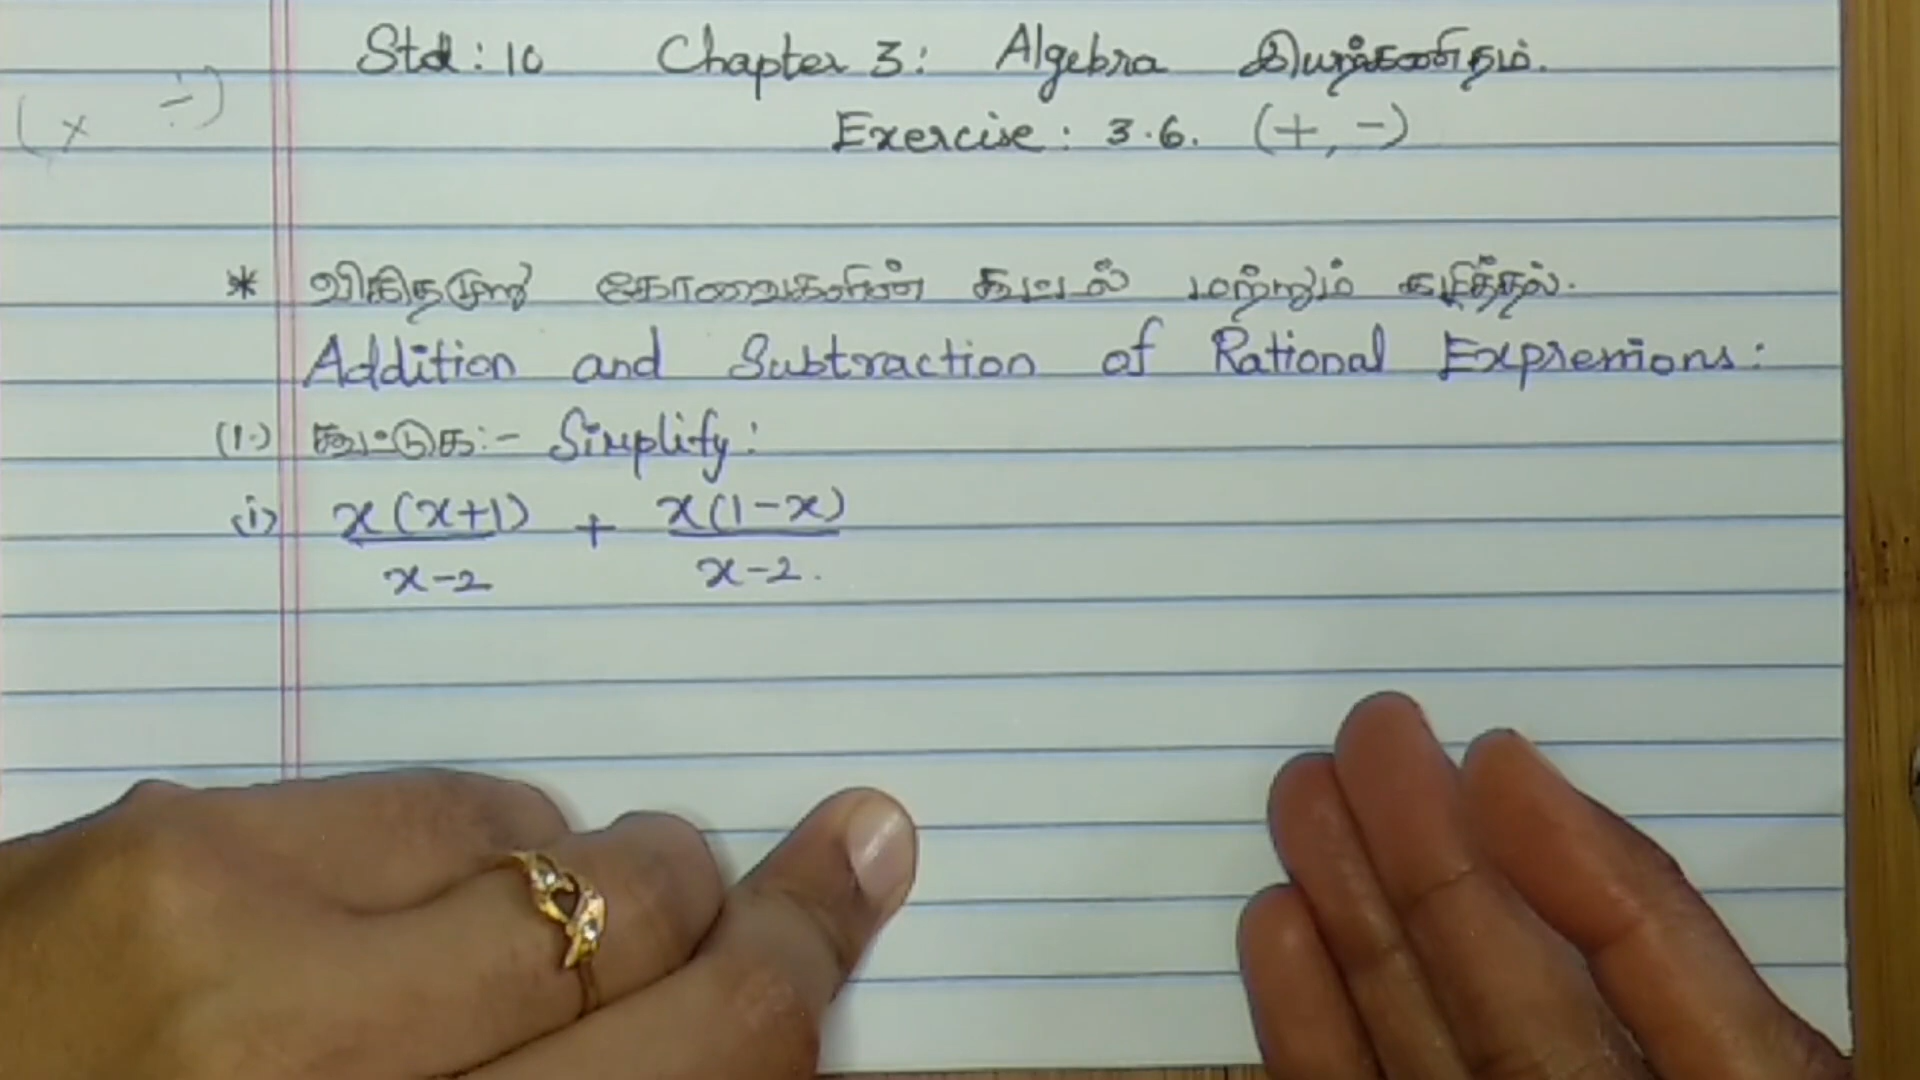 Std: 10 Chapter 3: Algebra இயற்கணிதம்.
(× ÷)
Exercise: 3.6. (+, -)
* விகிதமுறு கோவைகளின் கூட்டல் மற்றும் கழித்தல்.
Addition and Subtraction of Rational Expressions:
(1.) கூட்டுக:- Simplify:
(i) x(x+1) + x(1-x)
x-2 x-2.